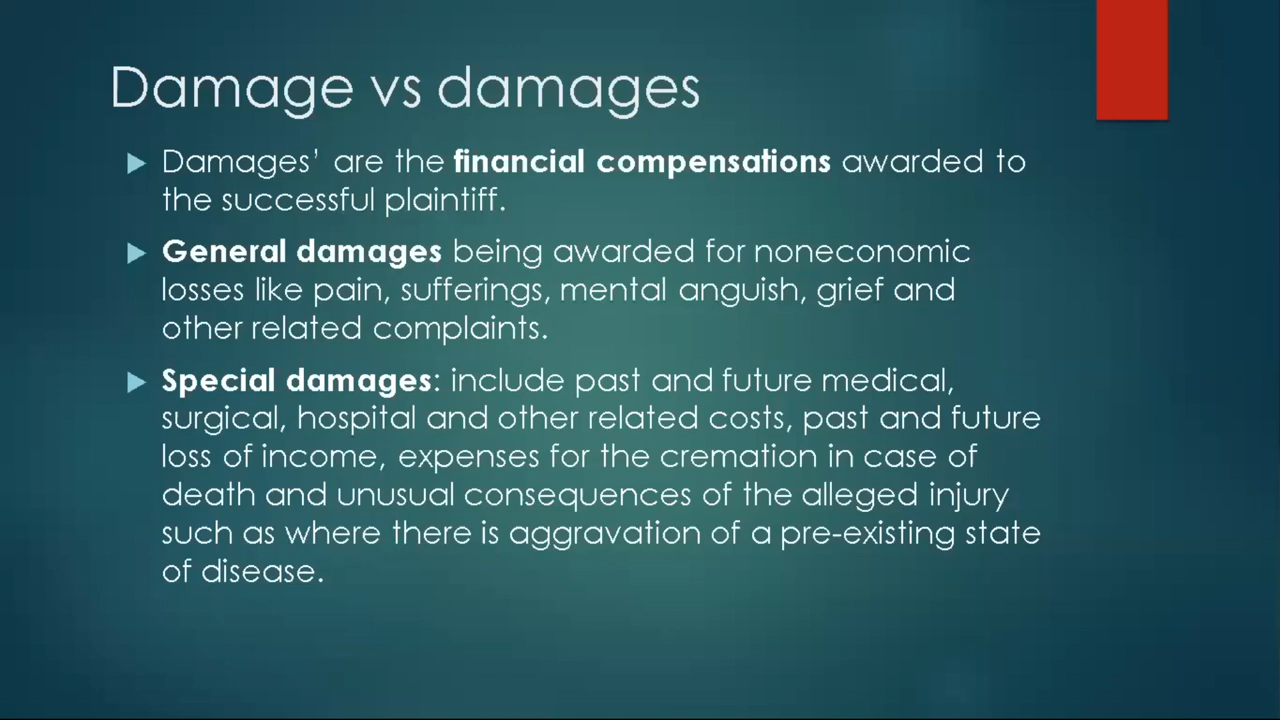 Damage vs damages
Damages’ are the financial compensations awarded to
the successful plaintiff.
General damages being awarded for noneconomic
losses like pain, sufferings, mental anguish, grief and
other related complaints.
Special damages: include past and future medical,
surgical, hospital and other related costs, past and future
loss of income, expenses for the cremation in case of
death and unusual consequences of the alleged injury
such as where there is aggravation of a pre-existing state
of disease.